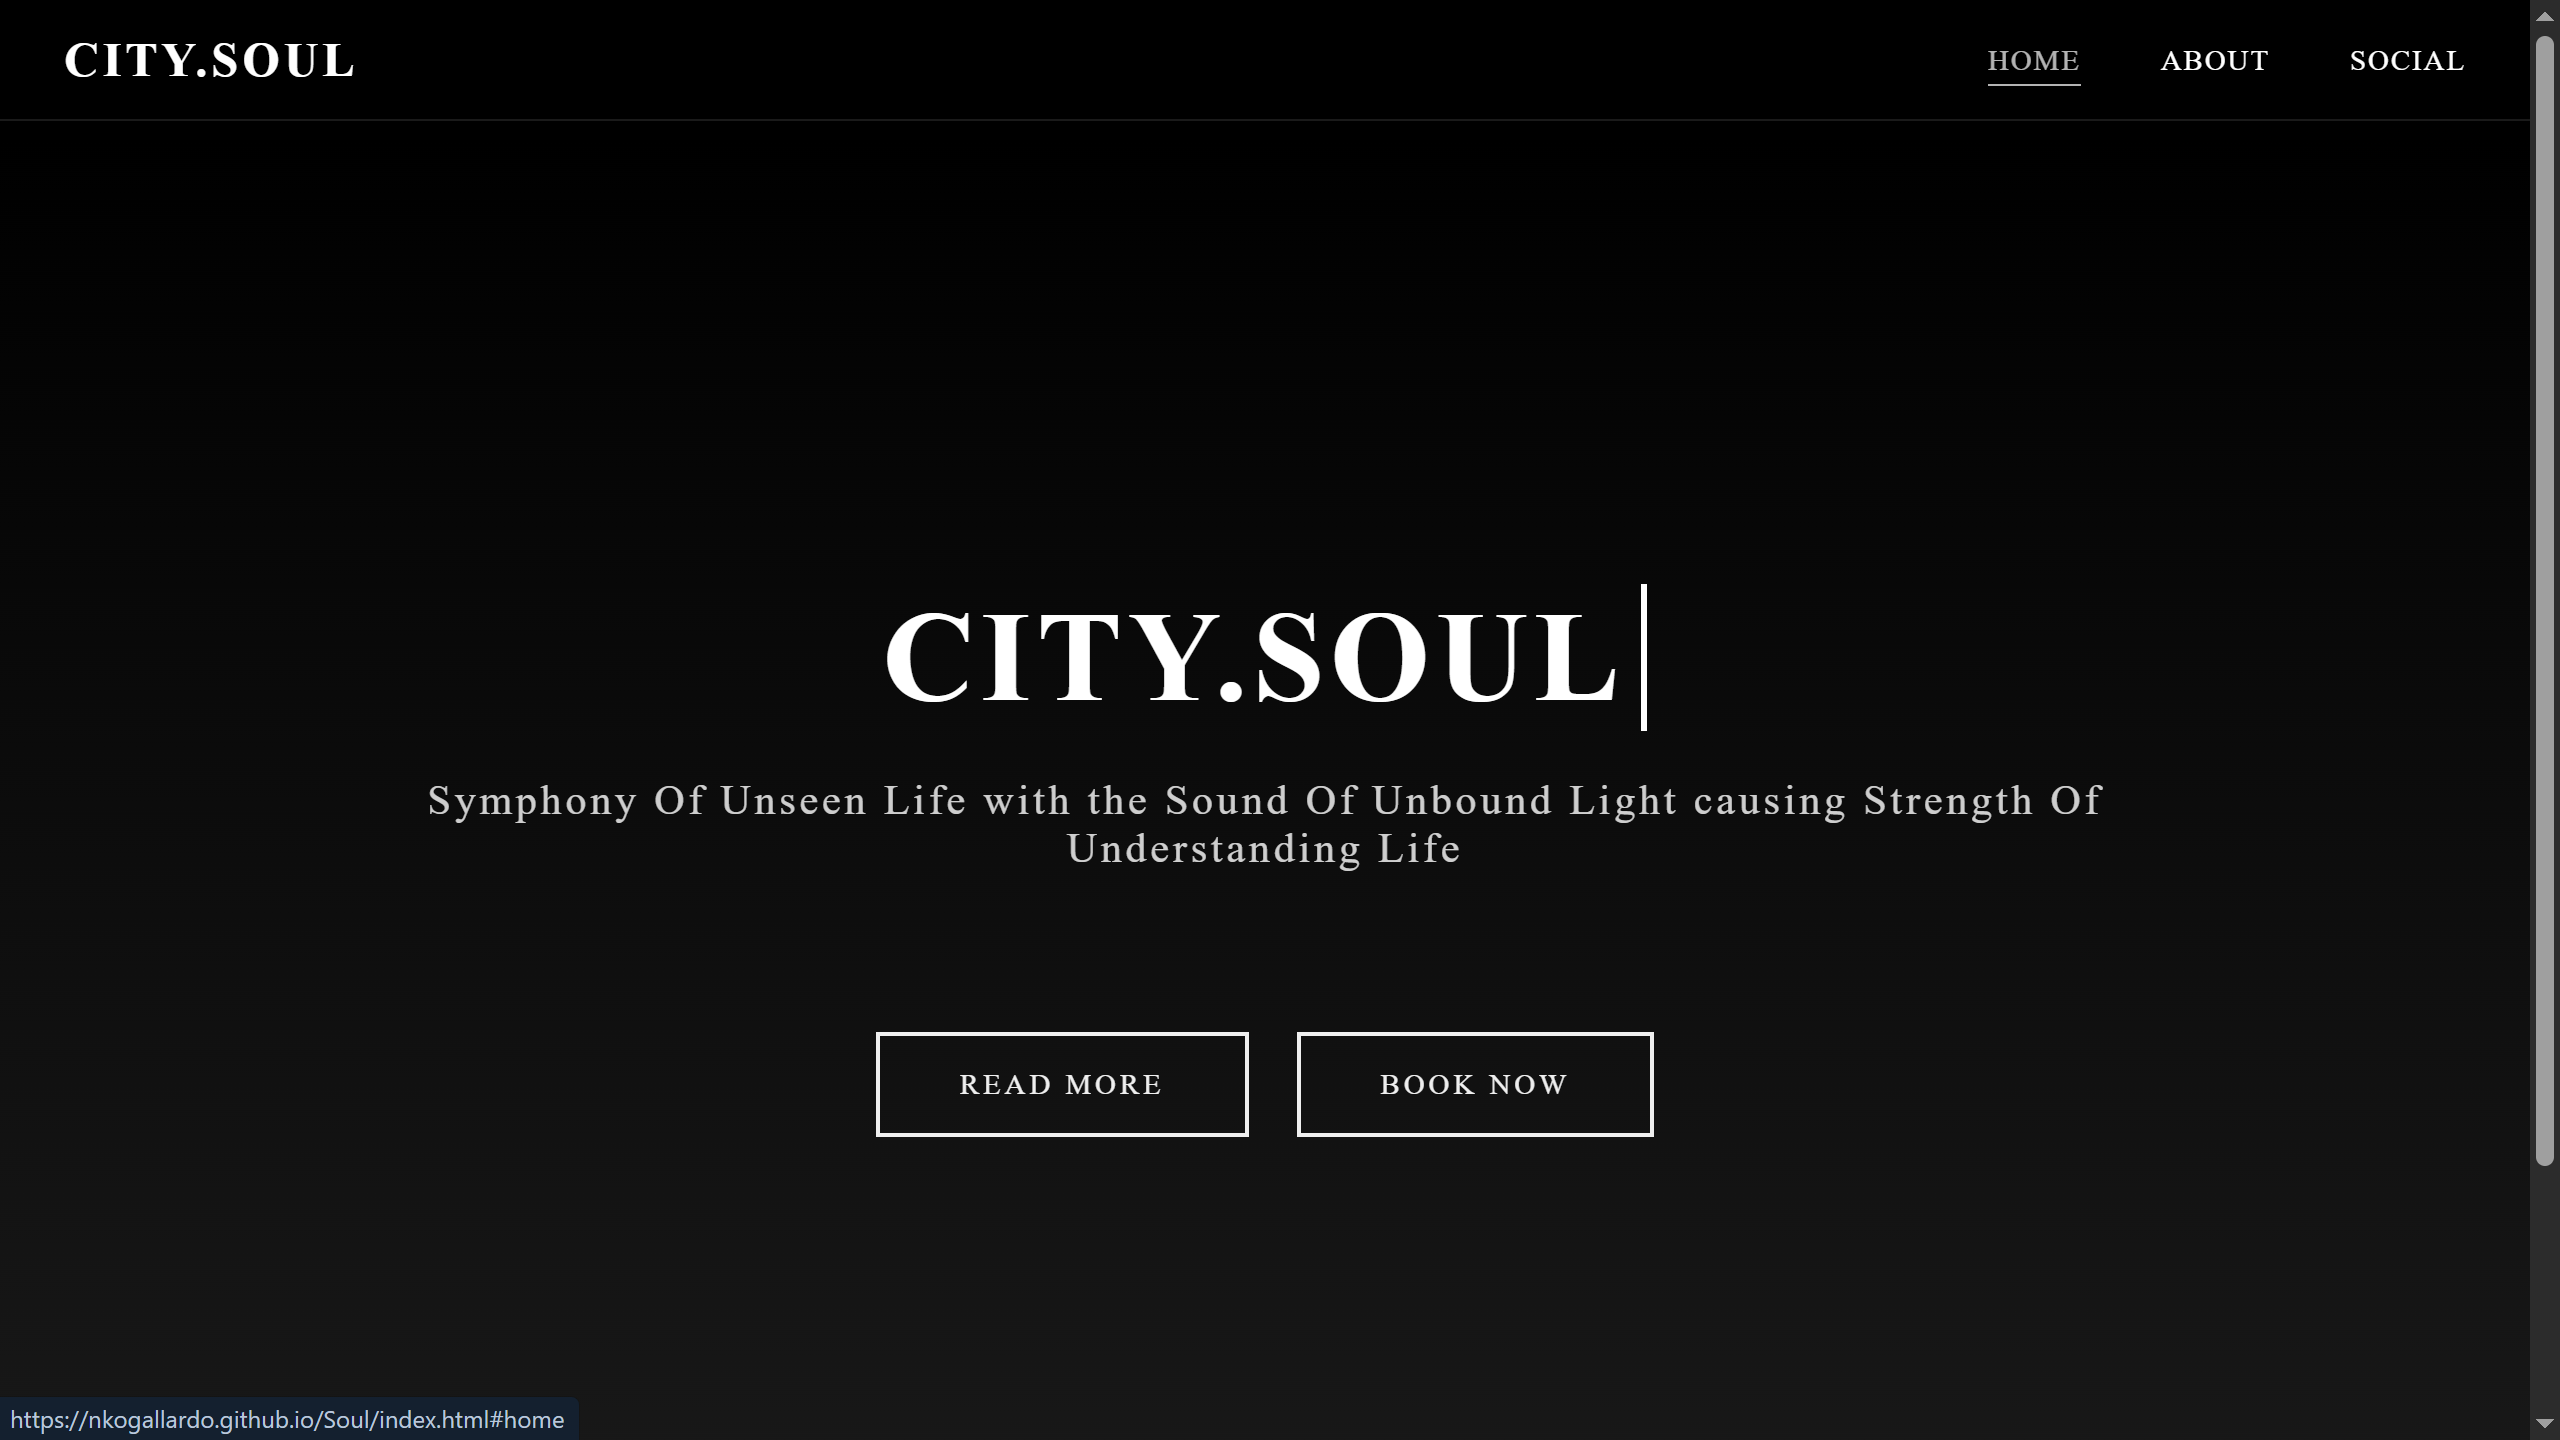 CITY.SOUL
HOME
ABOUT
SOCIAL
CITY.SOUL
Symphony Of Unseen Life with the Sound Of Unbound Light causing Strength Of
Understanding Life
READ MORE
BOOK NOW
https://nkogallardo.github.io/Soul/index.html#home